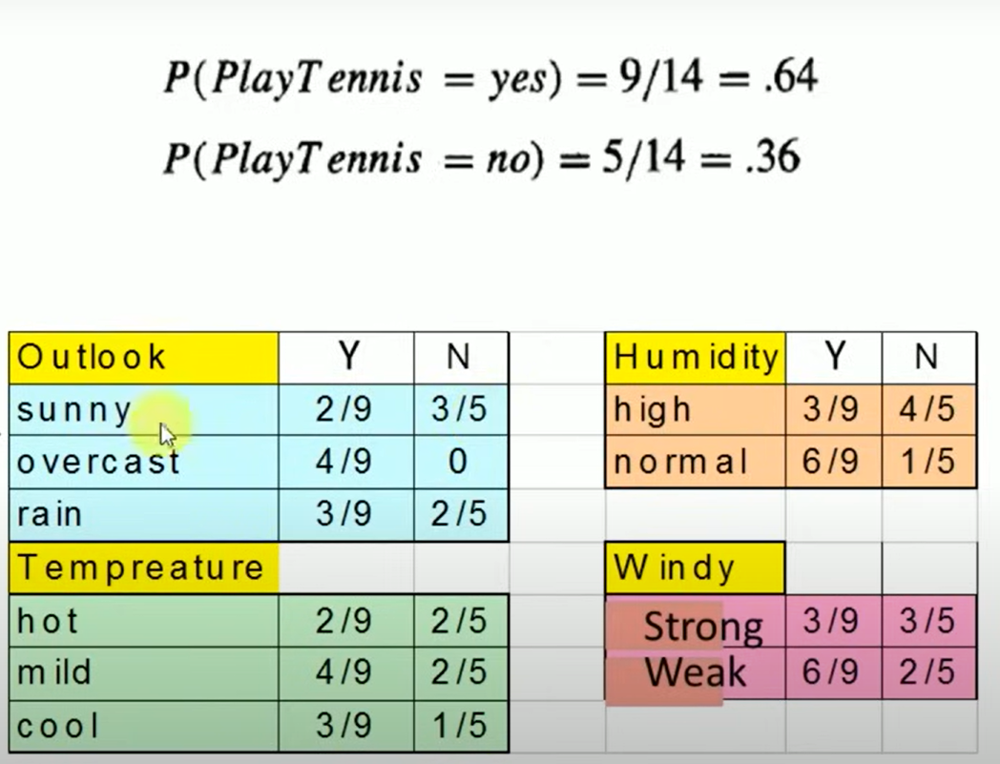 P(PlayTennis = yes) = 9/14 = .64
P(PlayTennis = no) = 5/14 = .36
Outlook Y N
sunny 2/9 3/5
overcast 4/9 0
rain 3/9 2/5
Tempreature
hot 2/9 2/5
mild 4/9 2/5
cool 3/9 1/5
Humidity Y N
high 3/9 4/5
normal 6/9 1/5
Windy
Strong 3/9 3/5
Weak 6/9 2/5